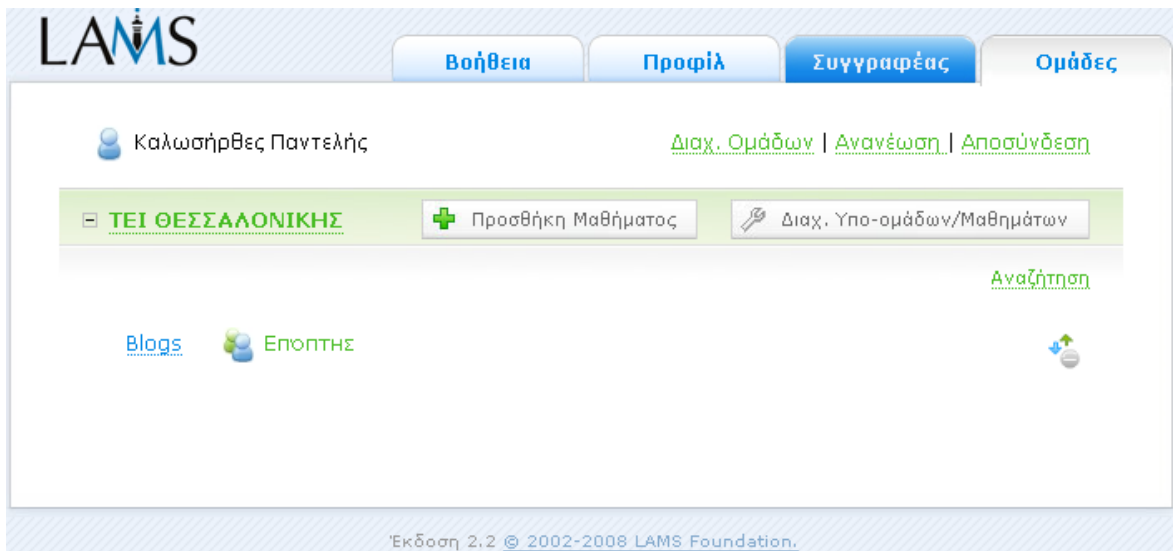 LAMS
Βοήθεια Προφίλ Συγγραφέας Ομάδες
Καλωσήρθες Παντελής Διαχ. Ομάδων | Ανανέωση | Αποσύνδεση
ΤΕΙ ΘΕΣΣΑΛΟΝΙΚΗΣ Προσθήκη Μαθήματος Διαχ. Υπο-ομάδων/Μαθημάτων
Αναζήτηση
Blogs Επόπτης
Έκδοση 2.2 © 2002-2008 LAMS Foundation.